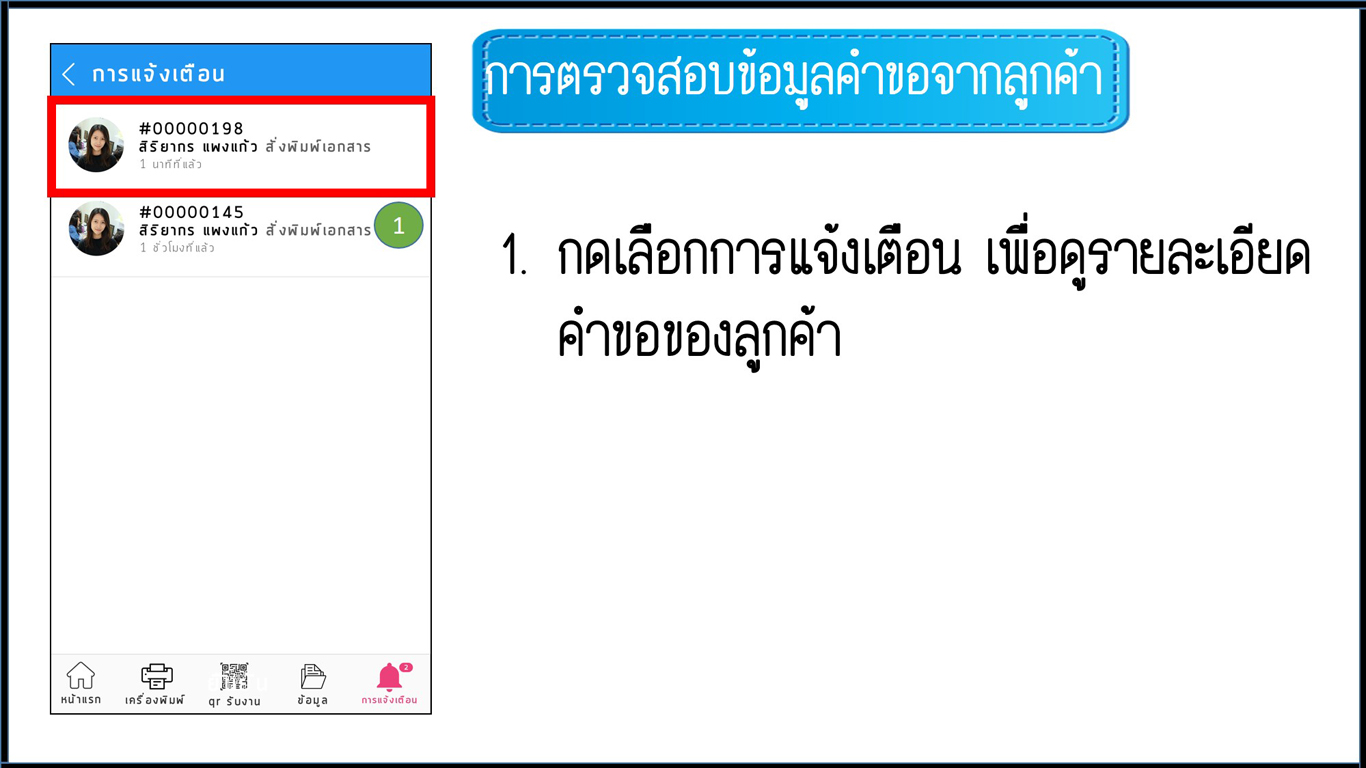 การแจ้งเตือน
#00000198
สิริยากร แพงแก้ว สั่งพิมพ์เอกสาร
1 นาทีที่แล้ว
#00000145
สิริยากร แพงแก้ว สั่งพิมพ์เอกสาร
1 ชั่วโมงที่แล้ว
1
2
หน้าแรก
เครื่องพิมพ์
qr รับงาน
ข้อมูล
การแจ้งเตือน
การตรวจสอบข้อมูลคำขอจากลูกค้า
1. กดเลือกการแจ้งเตือน เพื่อดูรายละเอียด
คำขอของลูกค้า